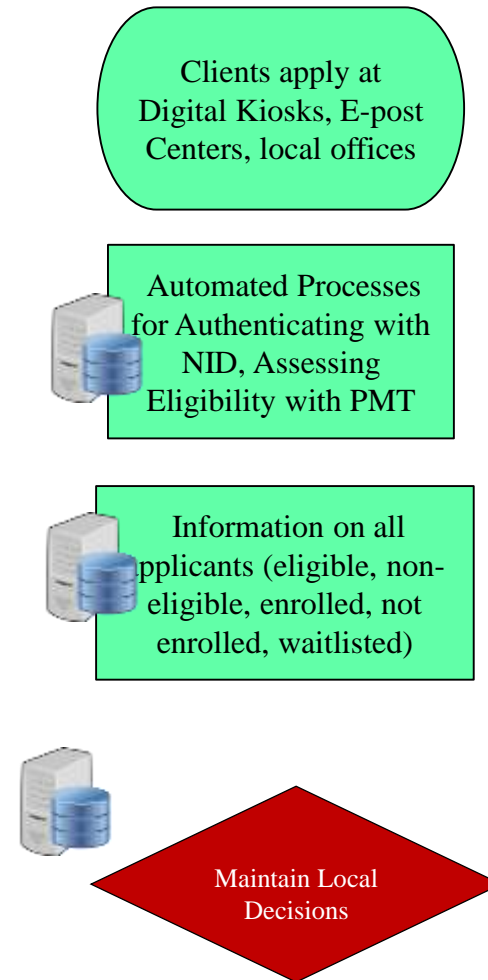 Clients apply at
Digital Kiosks, E-post
Centers, local offices
Automated Processes
for Authenticating with
NID, Assessing
Eligibility with PMT
Information on all
applicants (eligible, non-
eligible, enrolled, not
enrolled, waitlisted)
Maintain Local
Decisions